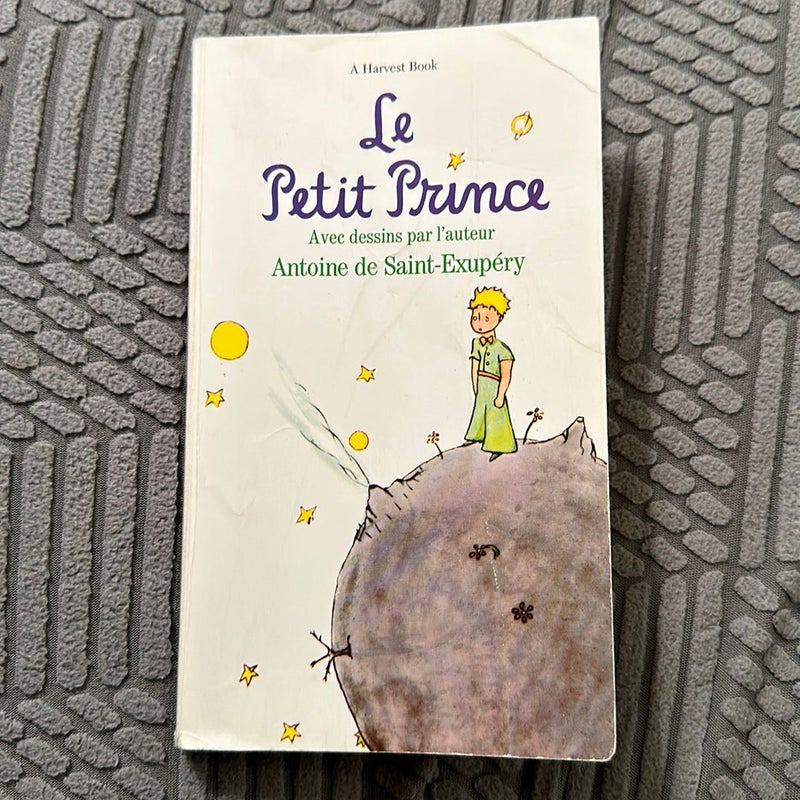 A Harvest Book
Le
Petit Prince
Avec dessins par l'auteur
Antoine de Saint-Exupéry